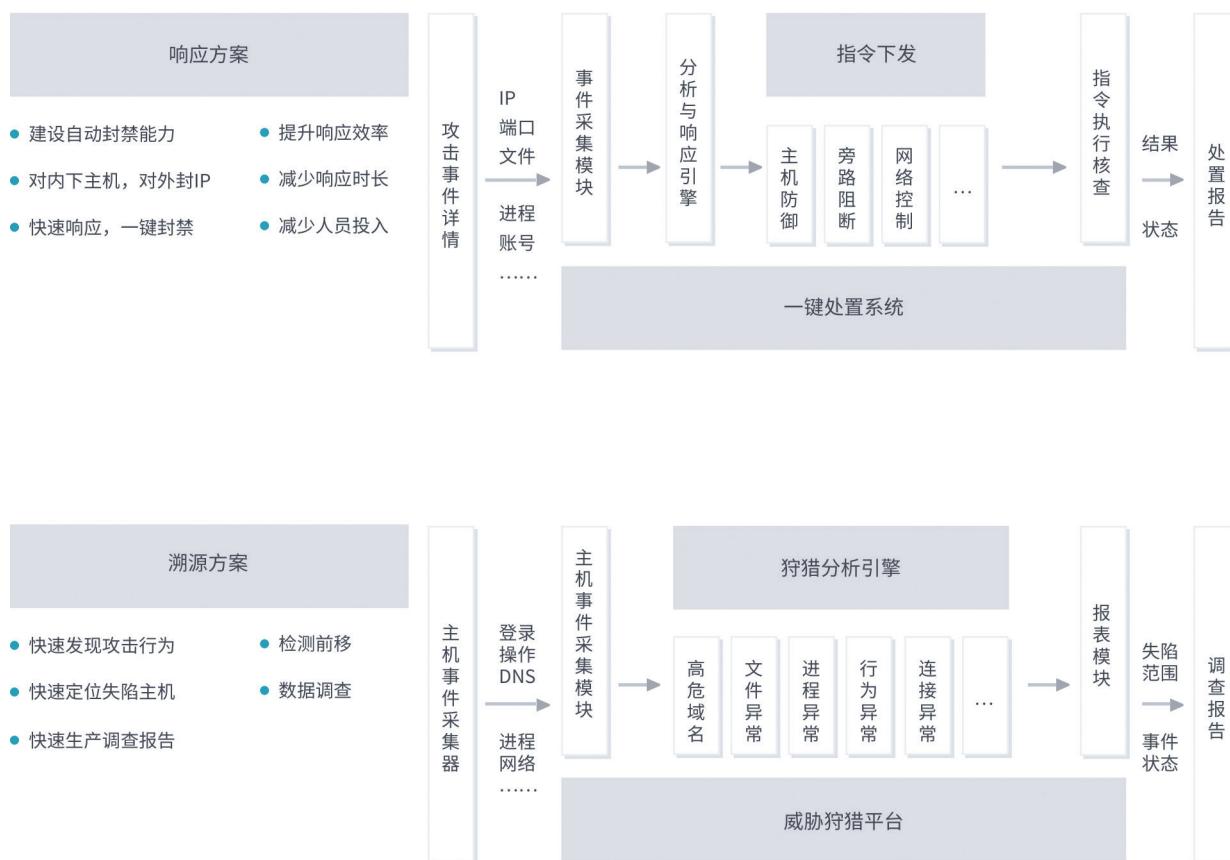 响应方案
建设自动封禁能力
对内下主机，对外封IP
快速响应，一键封禁
提升响应效率
减少响应时长
减少人员投入
攻击事件详情
IP
端口
文件
进程
账号
……
事件采集模块
分析与响应引擎
指令下发
主机防御
旁路阻断
网络控制
…
指令执行核查
结果
状态
处置报告
一键处置系统
溯源方案
快速发现攻击行为
快速定位失陷主机
快速生产调查报告
检测前移
数据调查
主机事件采集器
登录
操作
DNS
进程
网络
……
主机事件采集模块
狩猎分析引擎
高危域名
文件异常
进程异常
行为异常
连接异常
…
报表模块
失陷
范围
事件
状态
调查报告
威胁狩猎平台